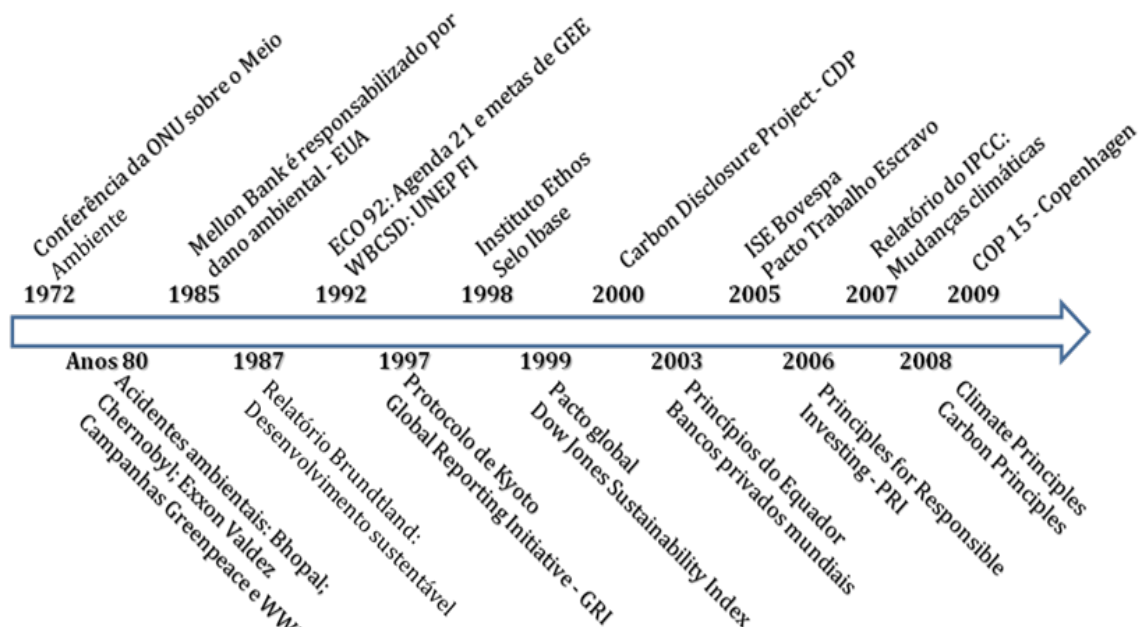 Conferência da ONU sobre o Meio
Ambiente
1972
Mellon Bank é responsabilizado por
dano ambiental - EUA
1985
ECO 92: Agenda 21 e metas de GEE
WBCSD: UNEP FI
1992
Instituto Ethos
Selo Ibase
1998
Carbon Disclosure Project - CDP
2000
ISE Bovespa
Pacto Trabalho Escravo
2005
Relatório do IPCC:
Mudanças climáticas
2007
COP 15 - Copenhagen
2009
Anos 80
Acidentes ambientais: Bhopal;
Chernobyl; Exxon Valdez
Campanhas Greenpeace e
1987
Relatório Brundtland:
Desenvolvimento sustentável
1997
Protocolo de Kyoto
Global Reporting Initiative - GRI
1999
Pacto global
Dow Jones Sustainability Index
2003
Princípios do Equador
Bancos privados mundiais
2006
Principles for Responsible
Investing - PRI
2008
Climate Principles
Carbon Principles